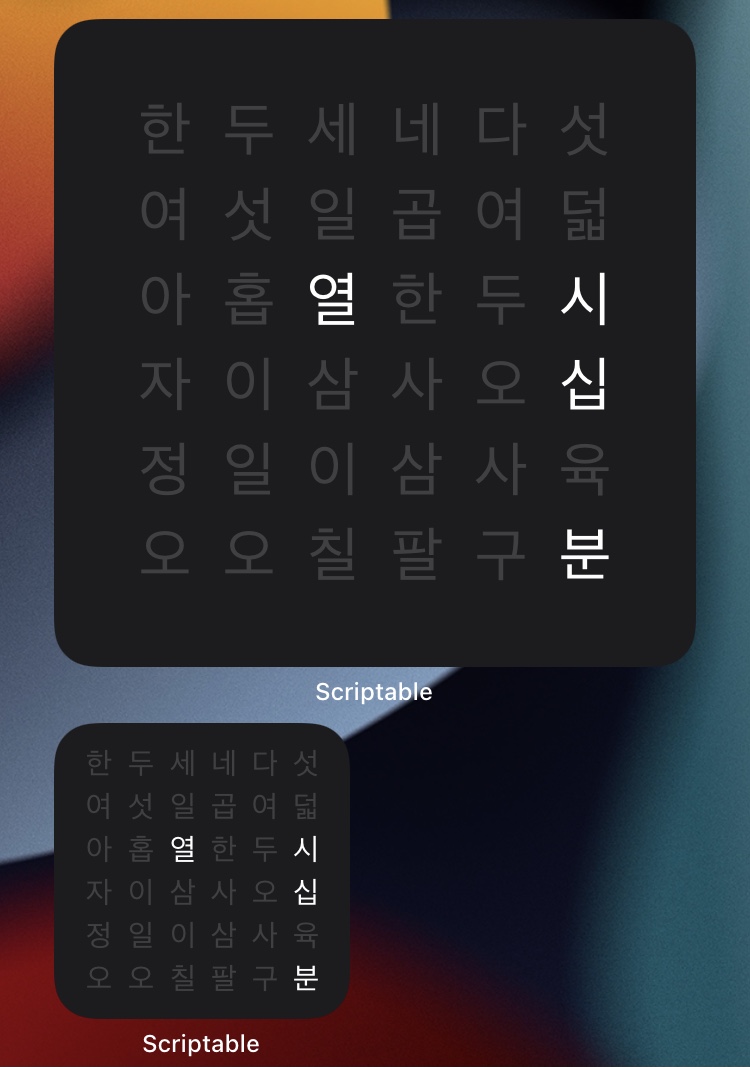 한 두 세 네 다 섯
여 섯 일 곱 여 덟
아 홉 열 한 두 시
자 이 삼 사 오 십
정 일 이 삼 사 육
오 오 칠 팔 구 분
Scriptable
한 두 세 네 다 섯
여 섯 일 곱 여 덟
아 홉 열 한 두 시
자 이 삼 사 오 십
정 일 이 삼 사 육
오 오 칠 팔 구 분
Scriptable